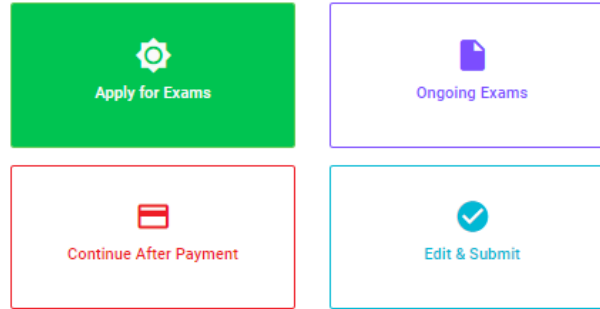 Apply for Exams
Ongoing Exams
Continue After Payment
Edit & Submit